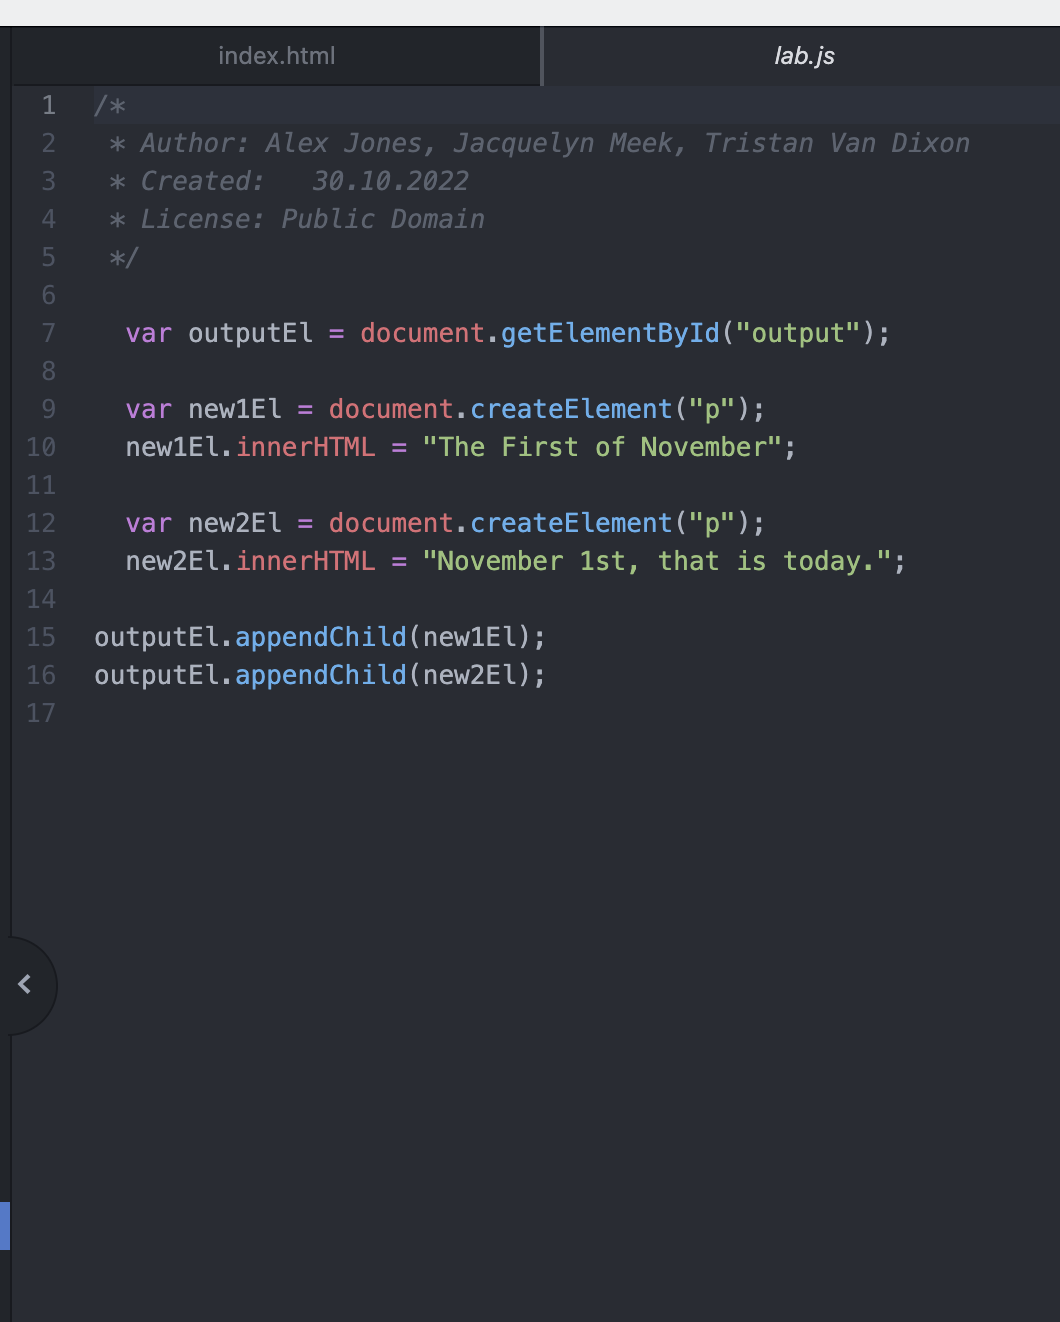 index.html
lab.js
1 /*
2  * Author: Alex Jones, Jacquelyn Meek, Tristan Van Dixon
3  * Created:   30.10.2022
4  * License: Public Domain
5  */
6
7   var outputEl = document.getElementById("output");
8
9   var new1El = document.createElement("p");
10   new1El.innerHTML = "The First of November";
11
12   var new2El = document.createElement("p");
13   new2El.innerHTML = "November 1st, that is today.";
14
15 outputEl.appendChild(new1El);
16 outputEl.appendChild(new2El);
17